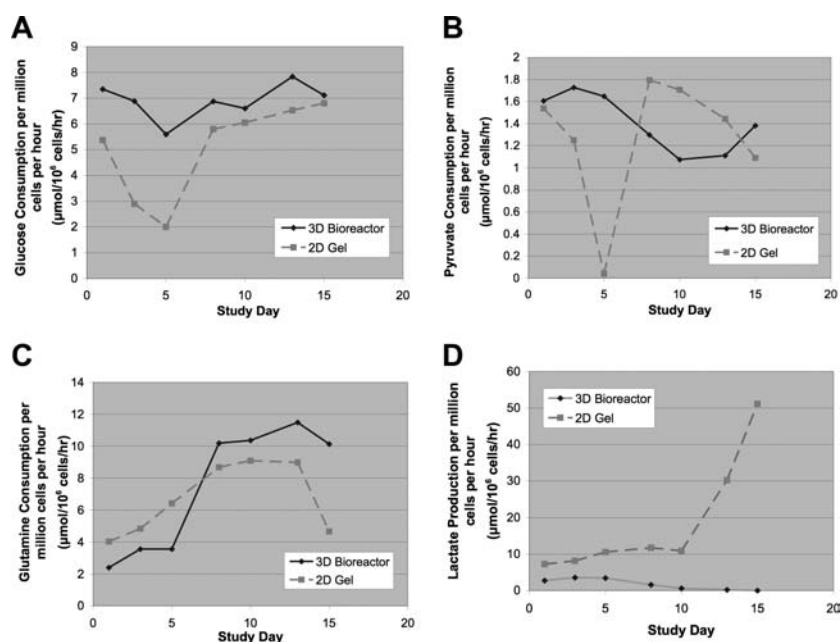 A
Glucose Consumption per million
cells per hour
(µmol/10⁶ cells/hr)
9
8
7
6
5
4
3
2
1
0
3D Bioreactor
2D Gel
0 5 10 15 20
Study Day
B
Pyruvate Consumption per million
cells per hour
(µmol/10⁶ cells/hr)
2
1.8
1.6
1.4
1.2
1
0.8
0.6
0.4
0.2
0
3D Bioreactor
2D Gel
0 5 10 15 20
Study Day
C
Glutamine Consumption per
million cells per hour
(µmol/10⁶ cells/hr)
14
12
10
8
6
4
2
0
3D Bioreactor
2D Gel
0 5 10 15 20
Study Day
D
Lactate Production per million
cells per hour
(µmol/10⁶ cells/hr)
60
50
40
30
20
10
0
3D Bioreactor
2D Gel
0 5 10 15 20
Study Day